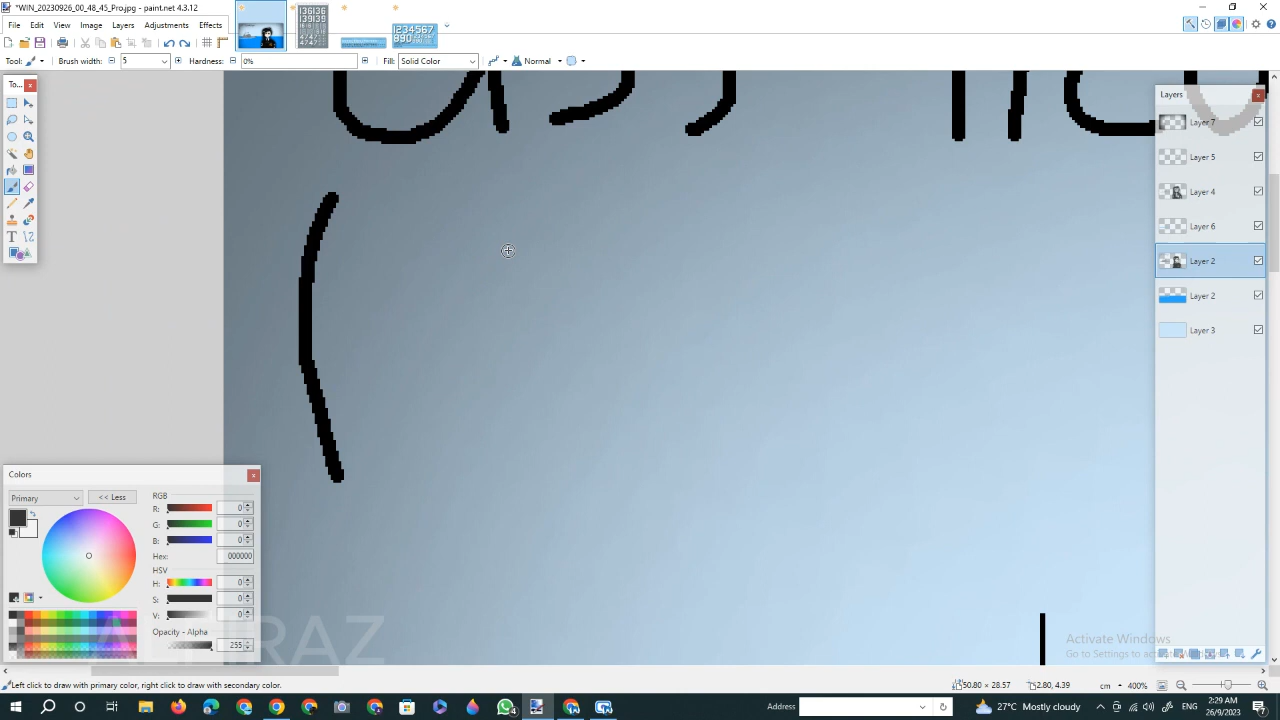 *WIN_20230926_00_48_45_Pro.jpg - paint.net 4.3.12
File Edit View Image Layers Adjustments Effects
Tool: Brush width: 5 Hardness: 0% Fill: Solid Color Normal
To...
Layers
Layer 7
Layer 5
Layer 4
Layer 6
Layer 2
Layer 2
Layer 3
Colors
Primary << Less
RGB
R: 0
G: 0
B: 0
Hex: 000000
HSV
H: 0
S: 0
V: 0
Opacity - Alpha
255
Activate Windows
Go to Settings to
Left click to draw with primary color, right click to draw with secondary color.
50.80 × 28.57 2.80, 4.39 cm 400%
4
Address
27°C Mostly cloudy
ENG
2:29 AM
26/9/2023